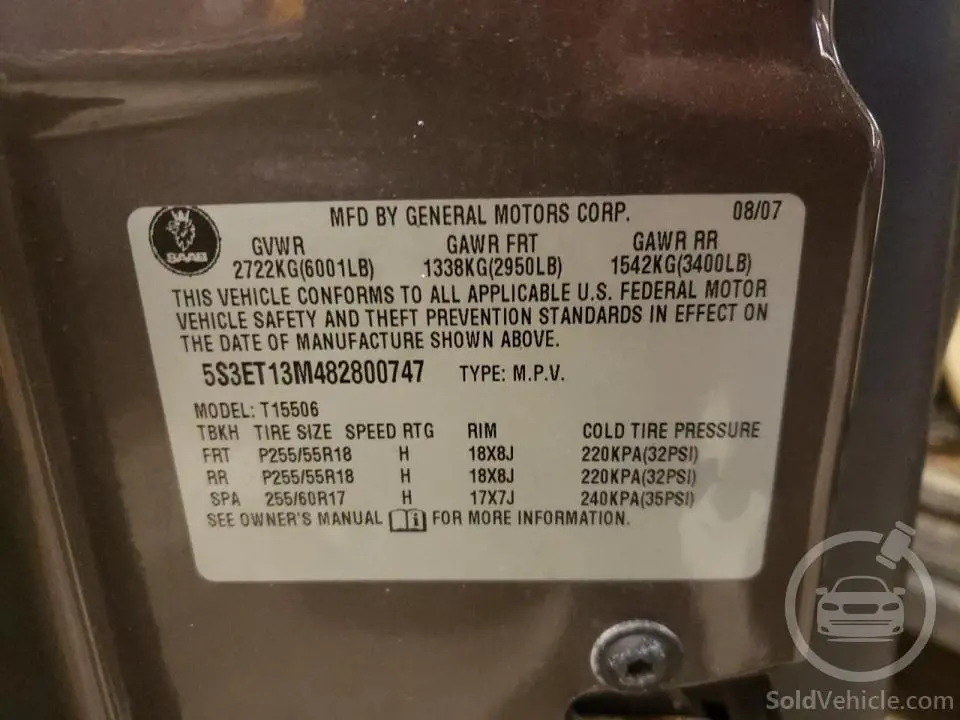 MFD BY GENERAL MOTORS CORP. 08/07
SAAB
GVWR GAWR FRT GAWR RR
2722KG(6001LB) 1338KG(2950LB) 1542KG(3400LB)
THIS VEHICLE CONFORMS TO ALL APPLICABLE U.S. FEDERAL MOTOR
VEHICLE SAFETY AND THEFT PREVENTION STANDARDS IN EFFECT ON
THE DATE OF MANUFACTURE SHOWN ABOVE.
5S3ET13M482800747 TYPE: M.P.V.
MODEL: T15506
TBKH TIRE SIZE SPEED RTG RIM COLD TIRE PRESSURE
FRT P255/55R18 H 18X8J 220KPA(32PSI)
RR P255/55R18 H 18X8J 220KPA(32PSI)
SPA 255/60R17 H 17X7J 240KPA(35PSI)
SEE OWNER'S MANUAL i FOR MORE INFORMATION.
SoldVehicle.com